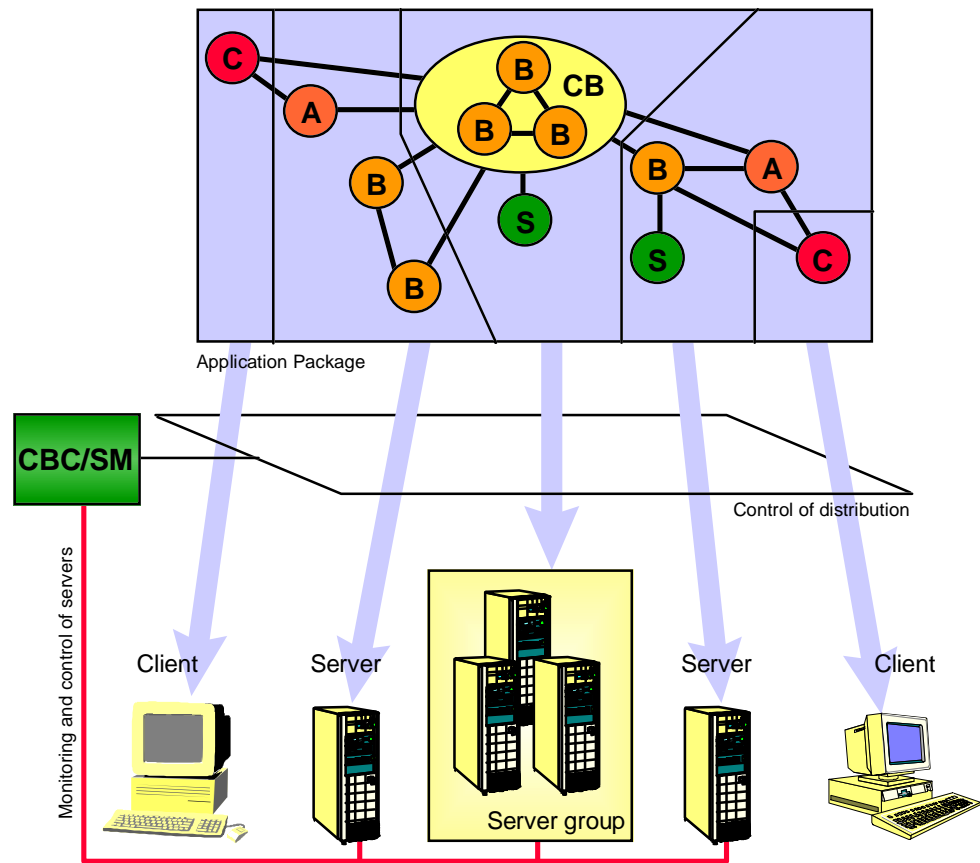 C
B
CB
A
B
B
B
B
A
S
S
C
B
Application Package
CBC/SM
Control of distribution
Monitoring and control of servers
Client
Server
Server
Client
Server group